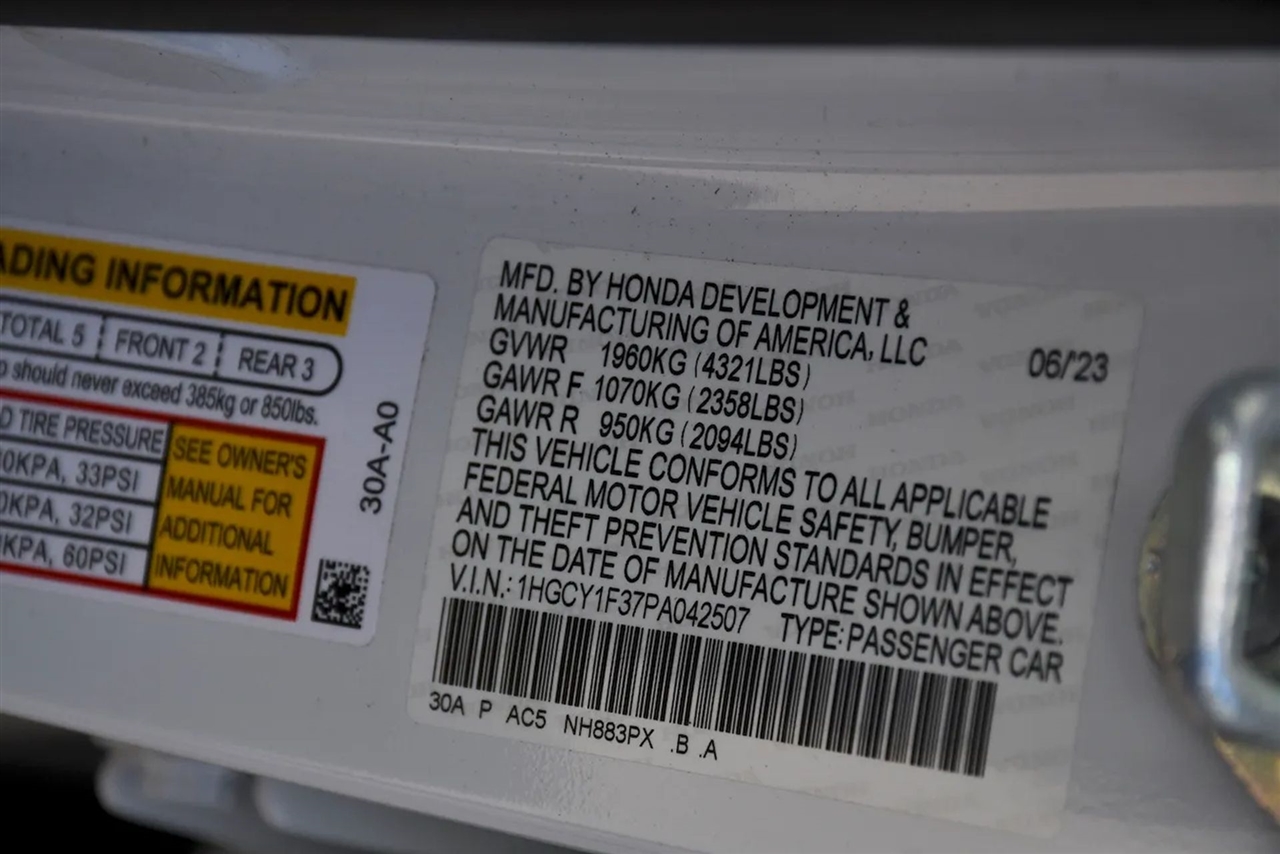 ADING INFORMATION
TOTAL 5 FRONT 2 REAR 3
should never exceed 385kg or 850lbs.
TIRE PRESSURE
KPA, 33PSI
KPA, 32PSI
KPA, 60PSI
SEE OWNER'S
MANUAL FOR
ADDITIONAL
INFORMATION
30A-A0
MFD. BY HONDA DEVELOPMENT &
MANUFACTURING OF AMERICA, LLC
06/'23
GVWR 1960KG (4321LBS)
GAWR F 1070KG (2358LBS)
GAWR R 950KG (2094LBS)
THIS VEHICLE CONFORMS TO ALL APPLICABLE
FEDERAL MOTOR VEHICLE SAFETY, BUMPER,
AND THEFT PREVENTION STANDARDS IN EFFECT
ON THE DATE OF MANUFACTURE SHOWN ABOVE.
V.I.N.: 1HGCY1F37PA042507 TYPE: PASSENGER CAR
30A P AC5 NH883PX .B .A